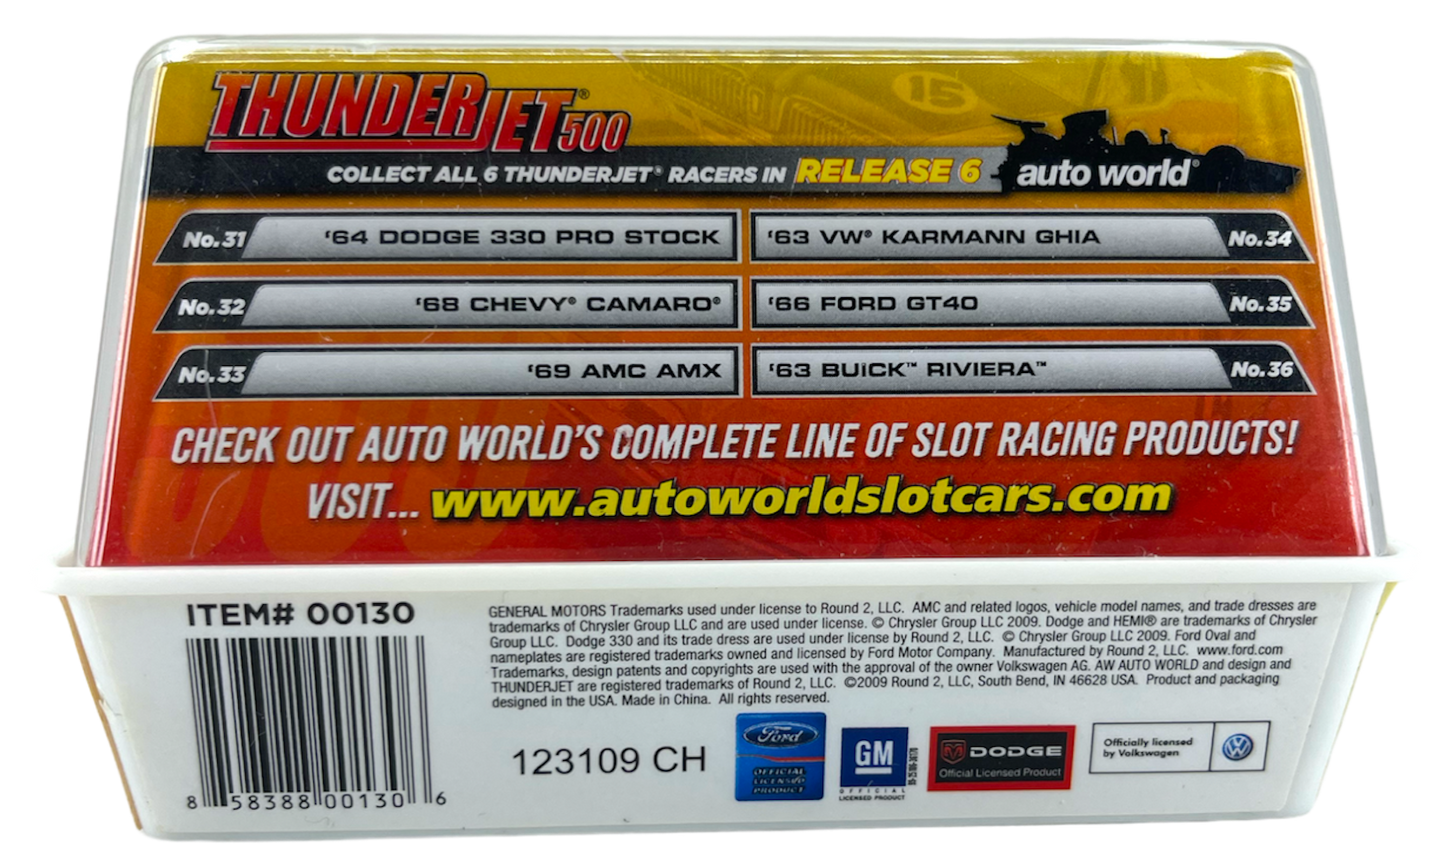 15
THUNDERJET® 500
COLLECT ALL 6 THUNDERJET® RACERS IN RELEASE 6
auto world®
No.31 '64 DODGE 330 PRO STOCK
'63 VW® KARMANN GHIA No.34
No.32 '68 CHEVY® CAMARO®
'66 FORD GT40 No.35
No.33 '69 AMC AMX
'63 BUICK™ RIVIERA™ No.36
CHECK OUT AUTO WORLD'S COMPLETE LINE OF SLOT RACING PRODUCTS!
VISIT... www.autoworldslotcars.com
ITEM# 00130
8 58388 00130 6
GENERAL MOTORS Trademarks used under license to Round 2, LLC. AMC and related logos, vehicle model names, and trade dresses are
trademarks of Chrysler Group LLC and are used under license. © Chrysler Group LLC 2009. Dodge and HEMI® are trademarks of Chrysler
Group LLC. Dodge 330 and its trade dress are used under license by Round 2, LLC. © Chrysler Group LLC 2009. Ford Oval and
nameplates are registered trademarks owned and licensed by Ford Motor Company. Manufactured by Round 2, LLC. www.ford.com
Trademarks, design patents and copyrights are used with the approval of the owner Volkswagen AG. AW AUTO WORLD and design and
THUNDERJET are registered trademarks of Round 2, LLC. ©2009 Round 2, LLC, South Bend, IN 46628 USA. Product and packaging
designed in the USA. Made in China. All rights reserved.
123109 CH
Ford
OFFICIAL
LICENSED
PRODUCT
GM
OFFICIAL
LICENSED PRODUCT
DODGE
Official Licensed Product
Officially licensed
by Volkswagen
VW